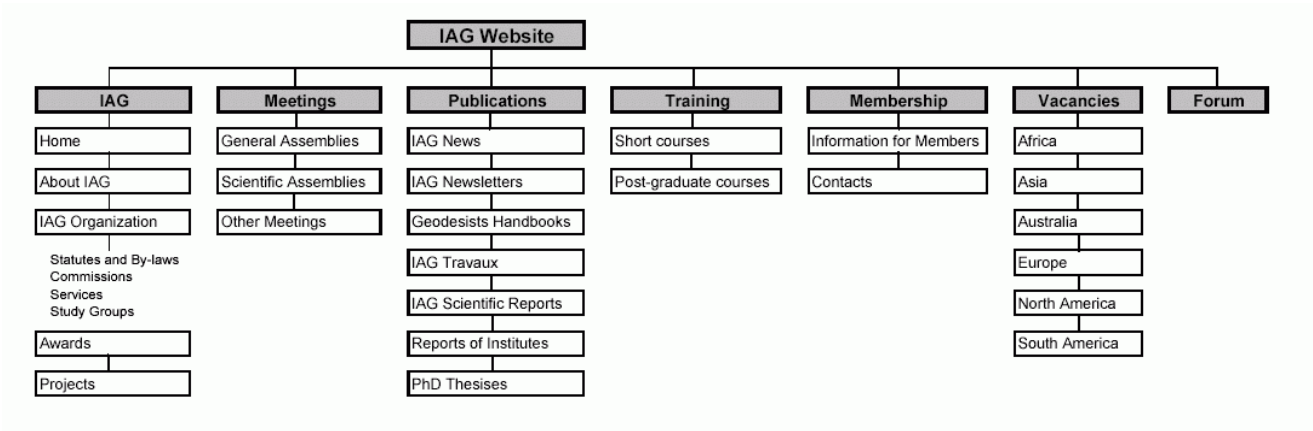 IAG Website
IAG
Meetings
Publications
Training
Membership
Vacancies
Forum
Home
About IAG
IAG Organization
Statutes and By-laws
Commissions
Services
Study Groups
Awards
Projects
General Assemblies
Scientific Assemblies
Other Meetings
IAG News
IAG Newsletters
Geodesists Handbooks
IAG Travaux
IAG Scientific Reports
Reports of Institutes
PhD Thesises
Short courses
Post-graduate courses
Information for Members
Contacts
Africa
Asia
Australia
Europe
North America
South America